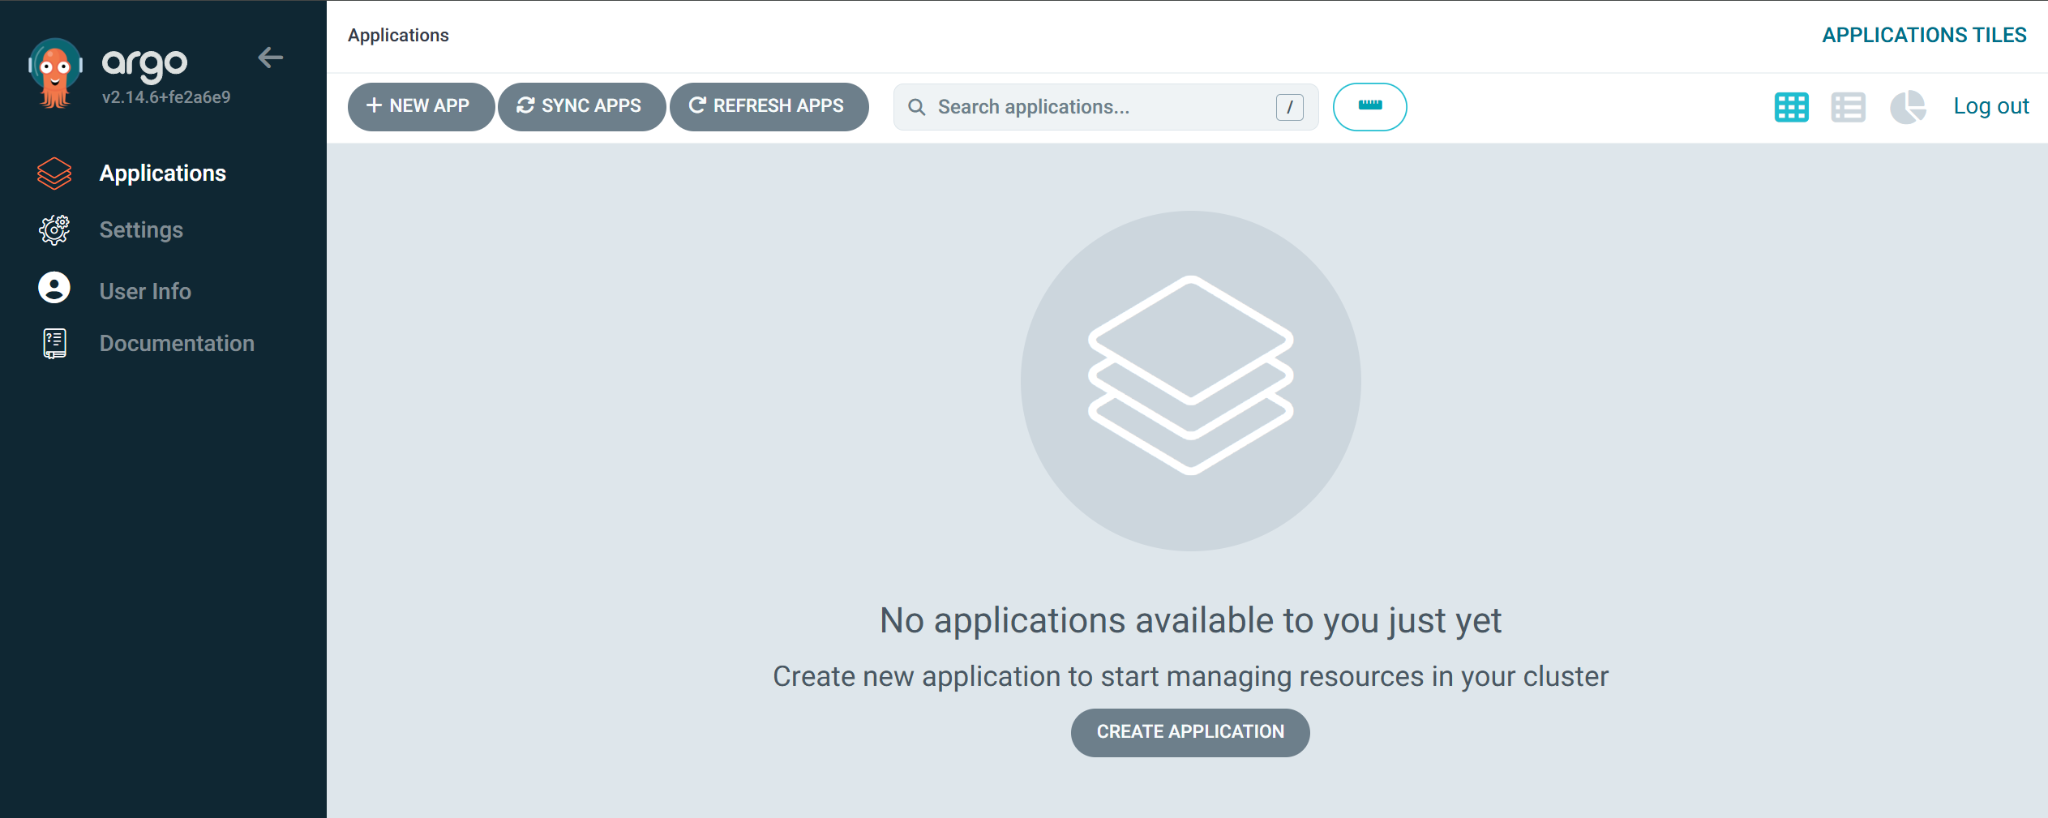 argo
v2.14.6+fe2a6e9
Applications
Settings
User Info
Documentation
Applications
APPLICATIONS TILES
NEW APP
SYNC APPS
REFRESH APPS
Search applications...
/
Log out
No applications available to you just yet
Create new application to start managing resources in your cluster
CREATE APPLICATION